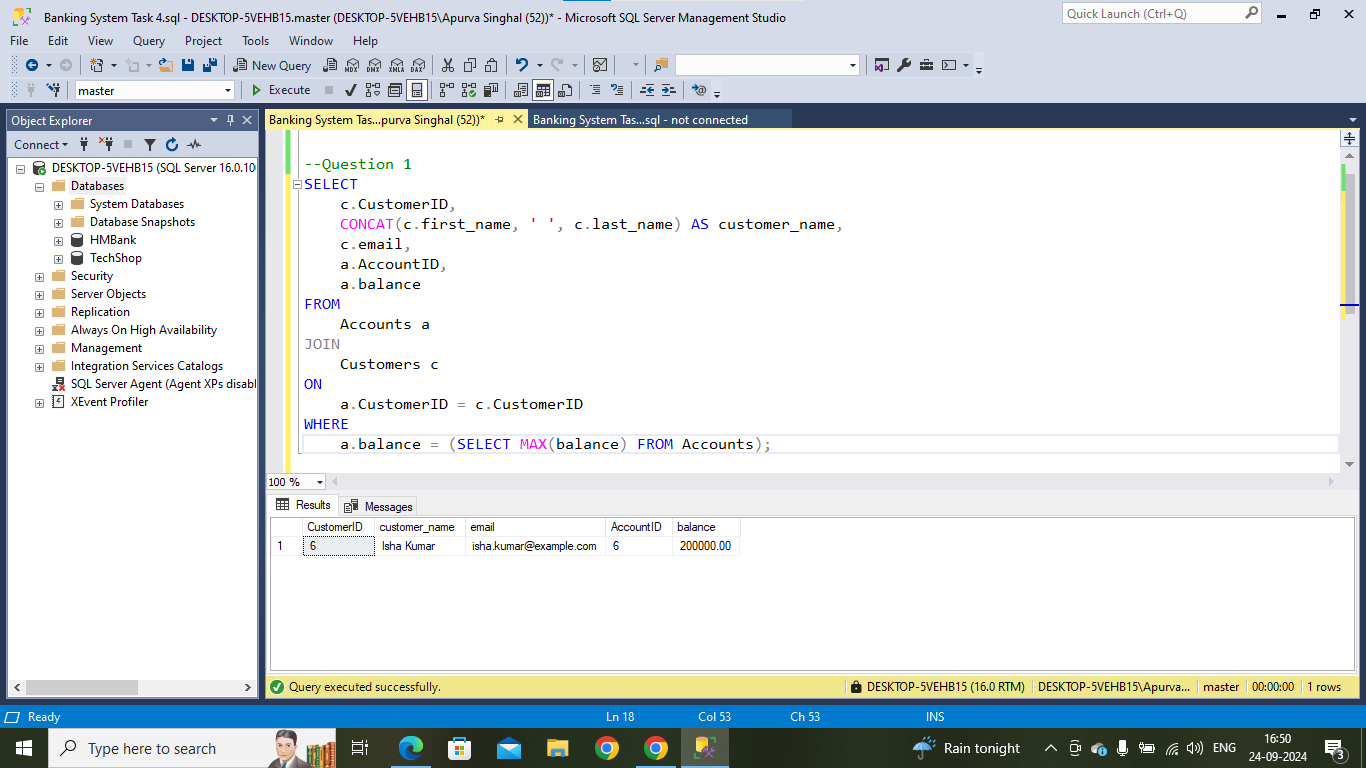 Banking System Task 4.sql - DESKTOP-5VEHB15.master (DESKTOP-5VEHB15\Apurva Singhal (52))* - Microsoft SQL Server Management Studio
Quick Launch (Ctrl+Q)
File Edit View Query Project Tools Window Help
New Query
MDX DMX XMLA DAX
master
Execute
Object Explorer
Connect
DESKTOP-5VEHB15 (SQL Server 16.0.10
Databases
System Databases
Database Snapshots
HMBank
TechShop
Security
Server Objects
Replication
Always On High Availability
Management
Integration Services Catalogs
SQL Server Agent (Agent XPs disabl
XEvent Profiler
Banking System Tas...purva Singhal (52))*
Banking System Tas...sql - not connected
--Question 1
SELECT
c.CustomerID,
CONCAT(c.first_name, ' ', c.last_name) AS customer_name,
c.email,
a.AccountID,
a.balance
FROM
Accounts a
JOIN
Customers c
ON
a.CustomerID = c.CustomerID
WHERE
a.balance = (SELECT MAX(balance) FROM Accounts);
100 %
Results Messages
CustomerID customer_name email AccountID balance
1 6 Isha Kumar isha.kumar@example.com 6 200000.00
Query executed successfully.
DESKTOP-5VEHB15 (16.0 RTM) DESKTOP-5VEHB15\Apurva... master 00:00:00 1 rows
Ready Ln 18 Col 53 Ch 53 INS
Type here to search
Rain tonight
ENG
16:50
24-09-2024
3